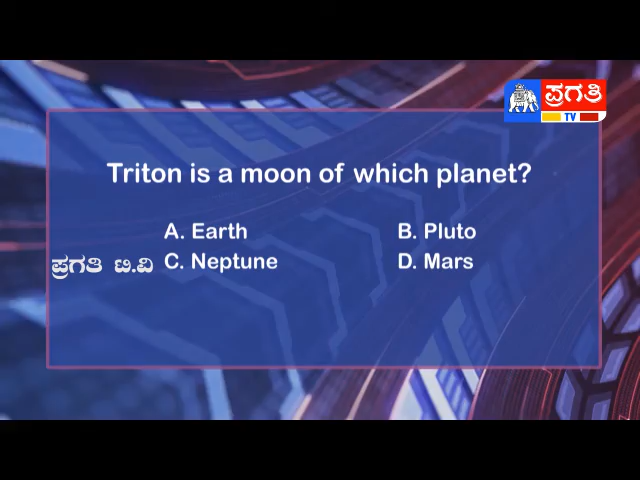 ಪ್ರಗತಿ
TV
Triton is a moon of which planet?
A. Earth
B. Pluto
ಪ್ರಗತಿ ಟಿ.ವಿ
C. Neptune
D. Mars